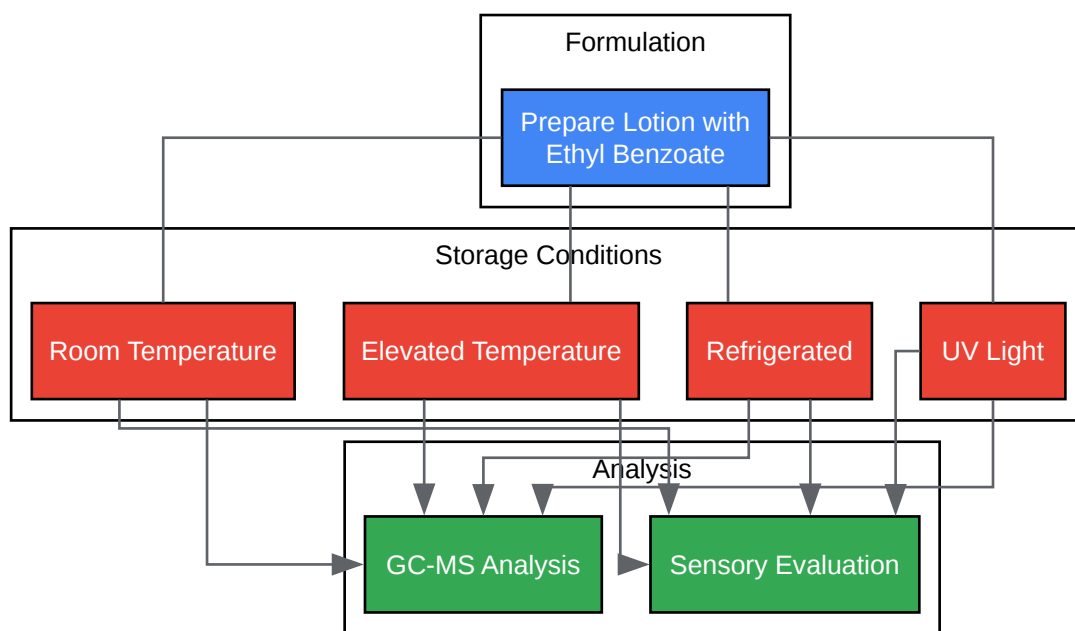 Formulation
Prepare Lotion with
Ethyl Benzoate
Storage Conditions
Room Temperature
Elevated Temperature
Refrigerated
UV Light
Analysis
GC-MS Analysis
Sensory Evaluation